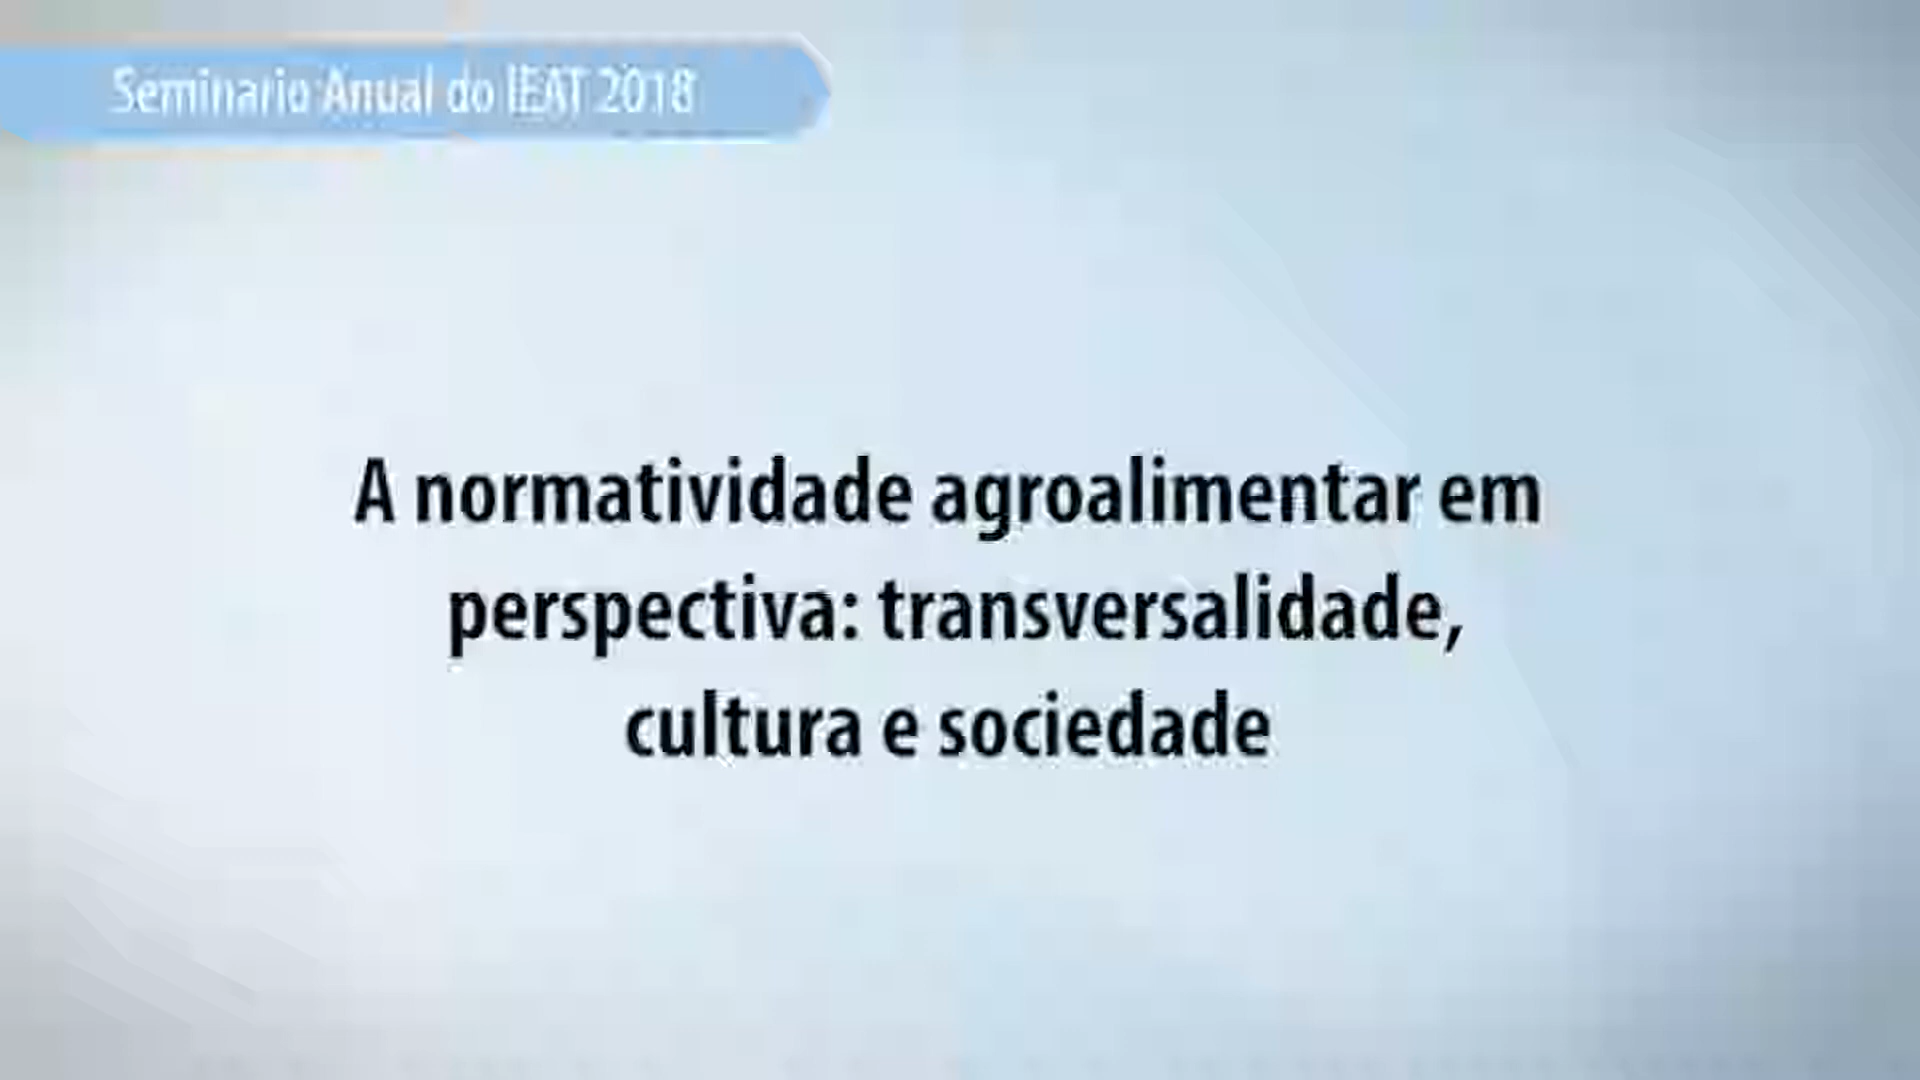 Seminario Anual do IEAT 2018
A normatividade agroalimentar em
perspectiva: transversalidade,
cultura e sociedade